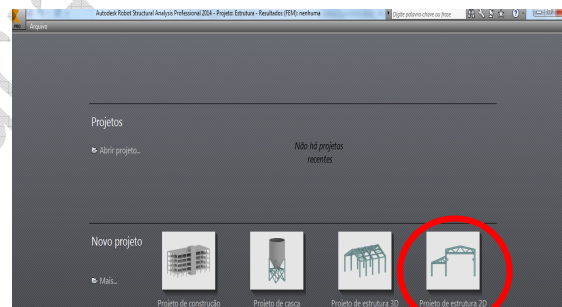 Autodesk Robot Structural Analysis Professional 2014 - Projeto: Estrutura - Resultados (FEM): nenhuma
Digite palavra-chave ou frase
PRO
Arquivo
Projetos
Abrir projeto...
Não há projetos
recentes
Novo projeto
Mais...
Projeto de construção
Projeto de casca
Projeto de estrutura 3D
Projeto de estrutura 2D